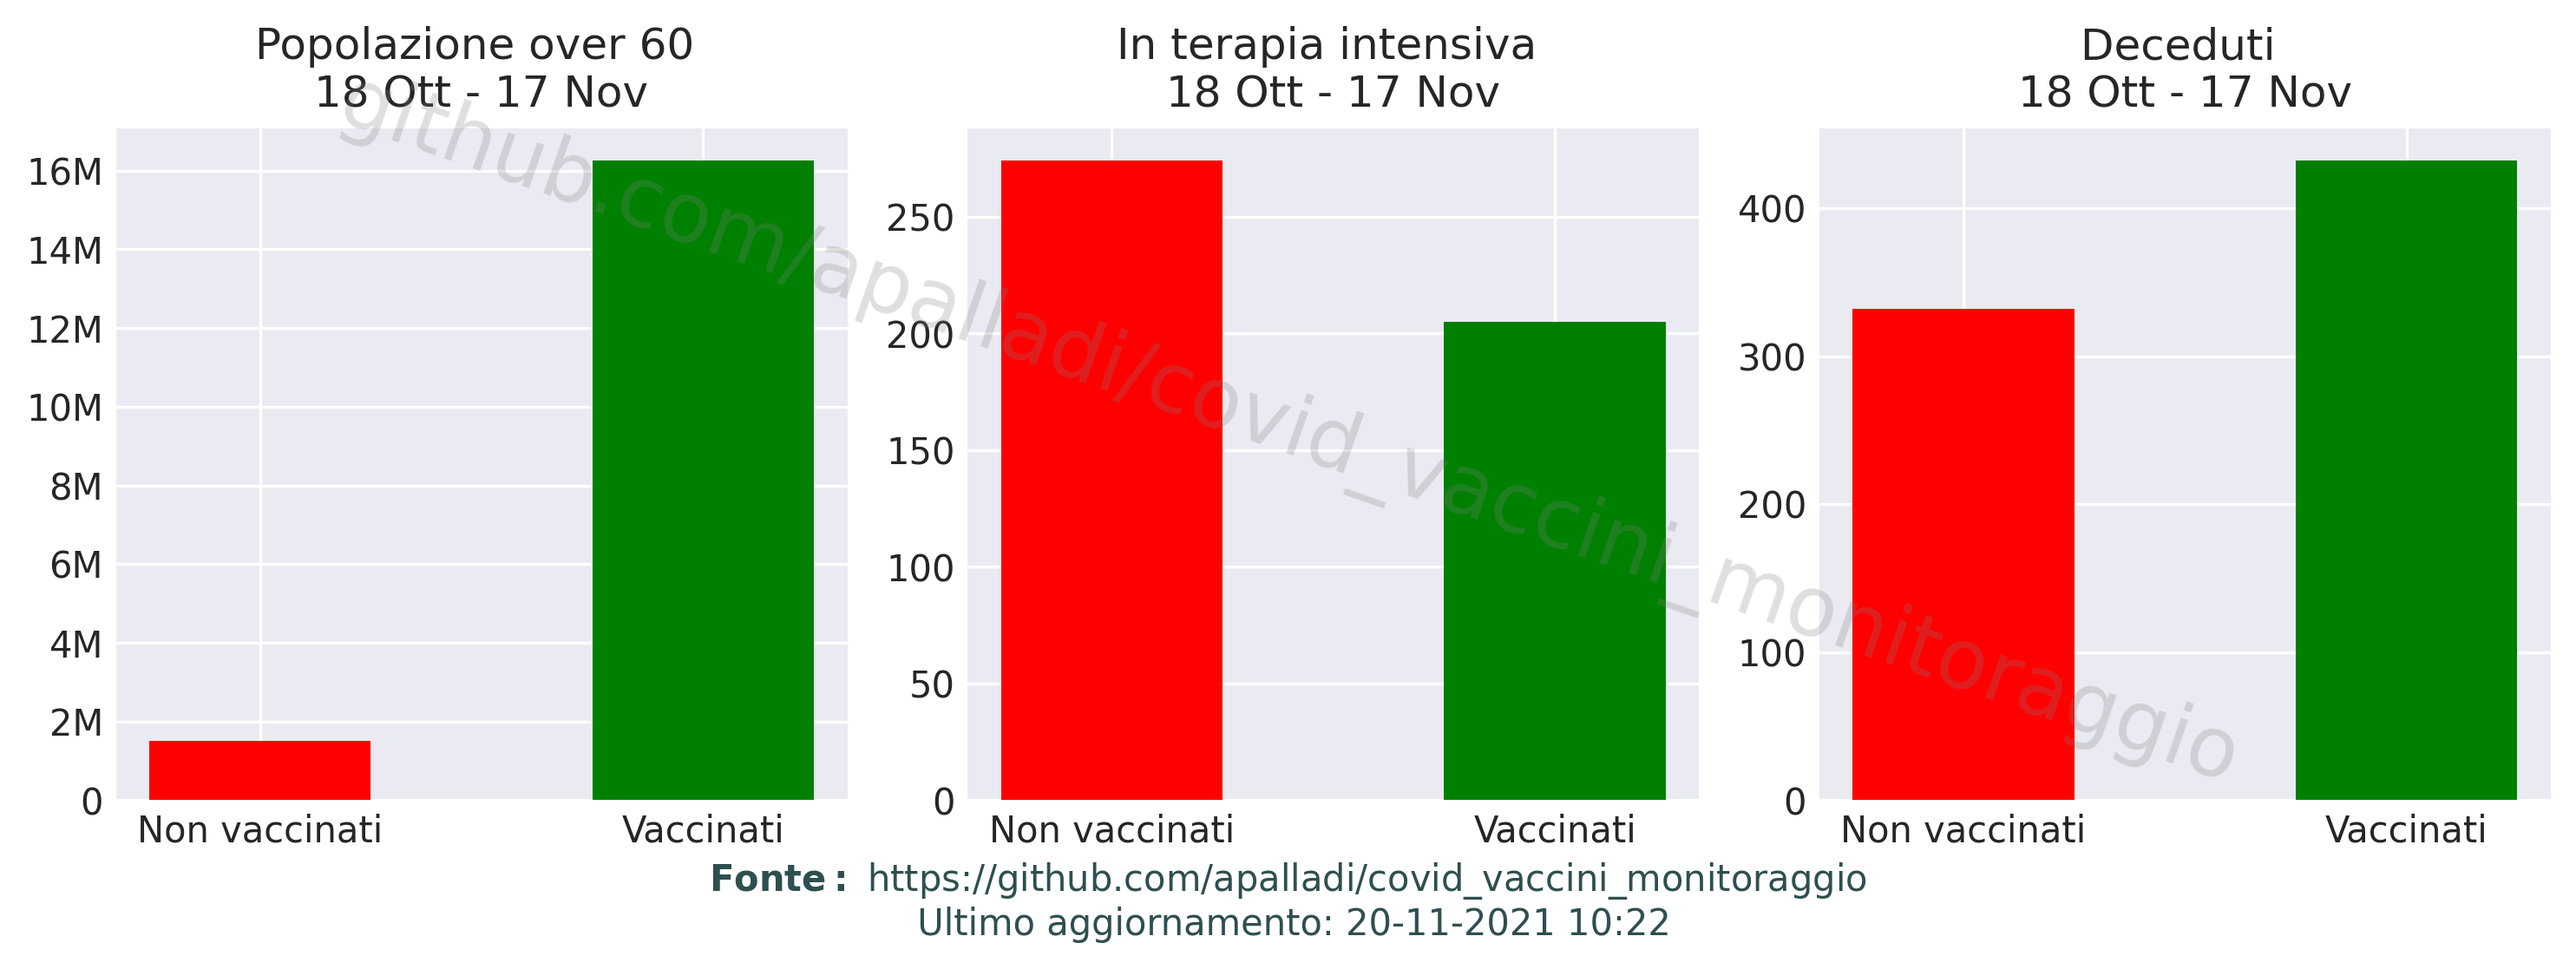 Popolazione over 60
18 Ott - 17 Nov
16M
14M
12M
10M
8M
6M
4M
2M
0
Non vaccinati
Vaccinati
In terapia intensiva
18 Ott - 17 Nov
250
200
150
100
50
0
Non vaccinati
Vaccinati
Deceduti
18 Ott - 17 Nov
400
300
200
100
0
Non vaccinati
Vaccinati
github.com/apalladi/covid_vaccini_monitoraggio
Fonte: https://github.com/apalladi/covid_vaccini_monitoraggio
Ultimo aggiornamento: 20-11-2021 10:22